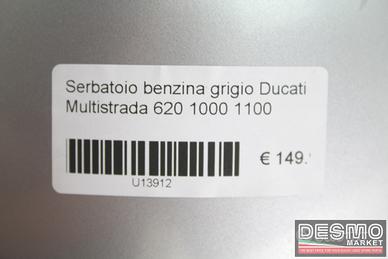 Serbatoio benzina grigio Ducati
Multistrada 620 1000 1100
€ 149.
U13912
DESMO
MARKET